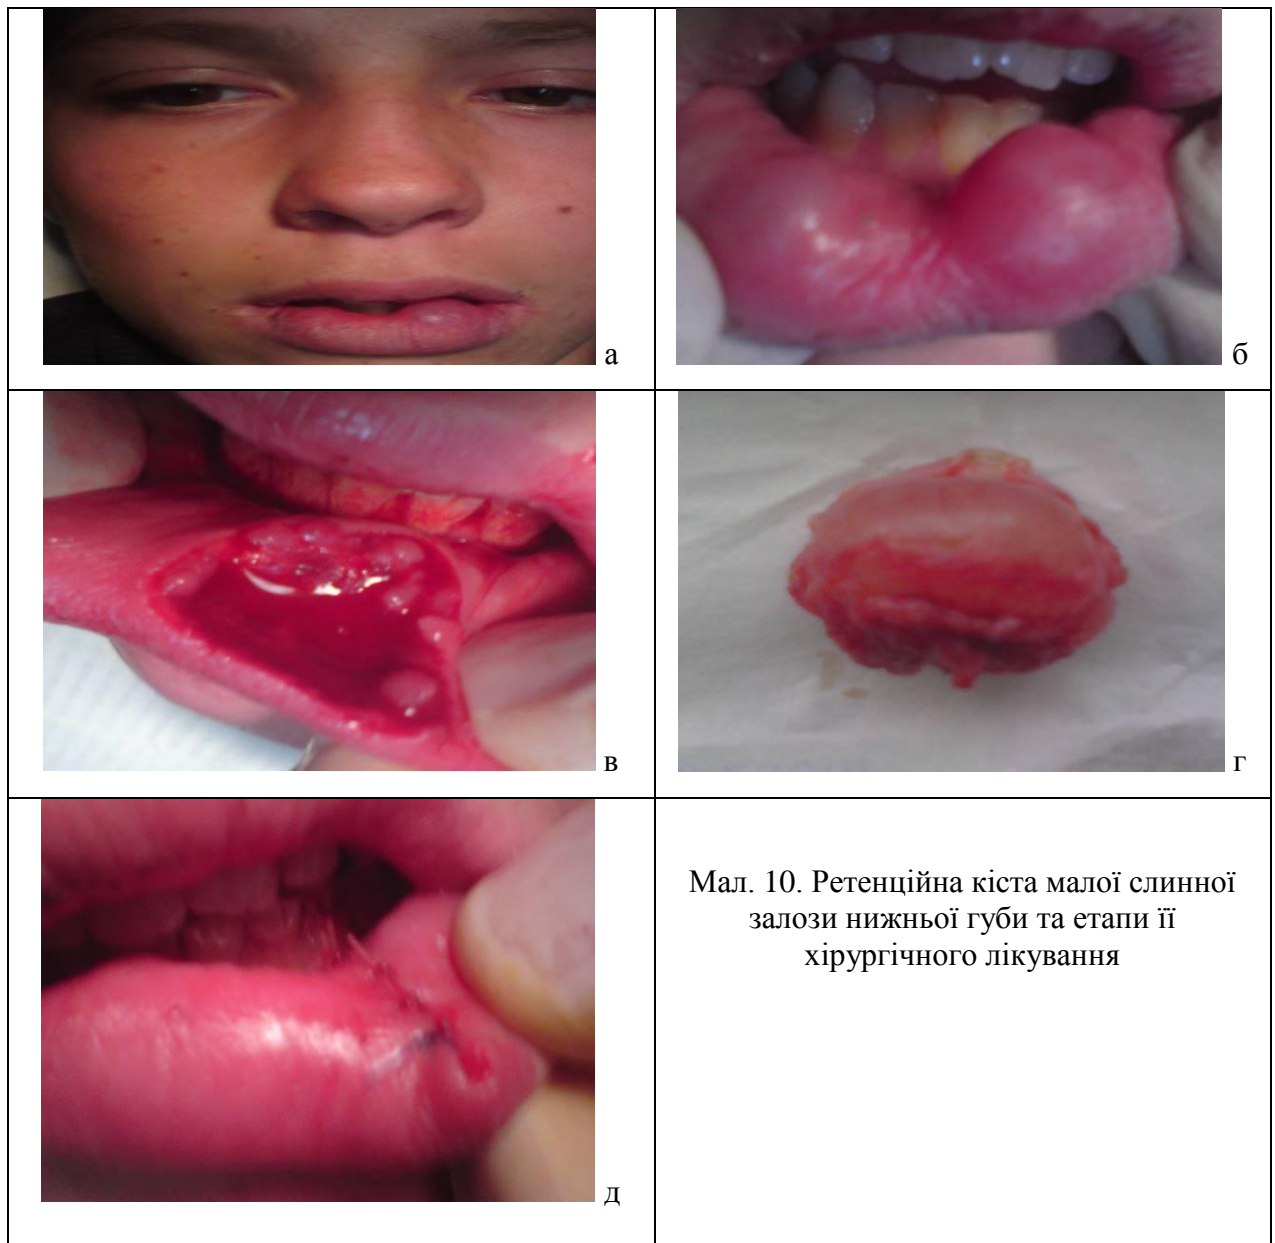 а
б
в
г
д
Мал. 10. Ретенційна кіста малої слинної
залози нижньої губи та етапи її
хірургічного лікування